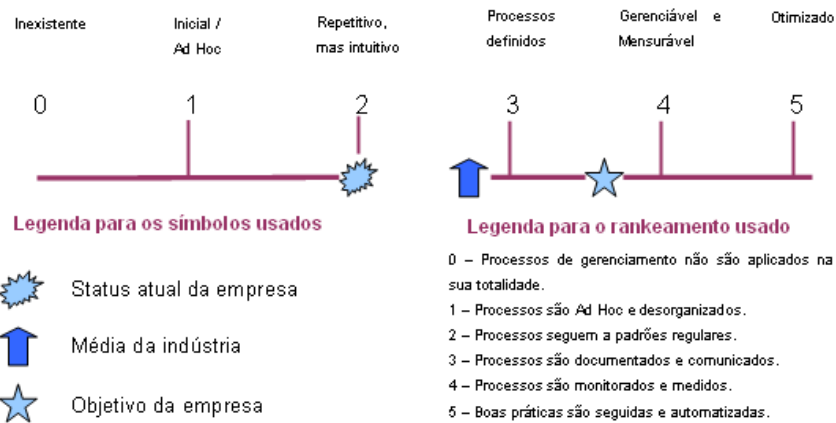 Inexistente
Inicial /
Ad Hoc
Repetitivo,
mas intuitivo
Processos
definidos
Gerenciável e
Mensurável
Otimizado
0
1
2
3
4
5
Legenda para os símbolos usados
Status atual da empresa
Média da indústria
Objetivo da empresa
Legenda para o rankeamento usado
0 – Processos de gerenciamento não são aplicados na
sua totalidade.
1 – Processos são Ad Hoc e desorganizados.
2 – Processos seguem a padrões regulares.
3 – Processos são documentados e comunicados.
4 – Processos são monitorados e medidos.
5 – Boas práticas são seguidas e automatizadas.